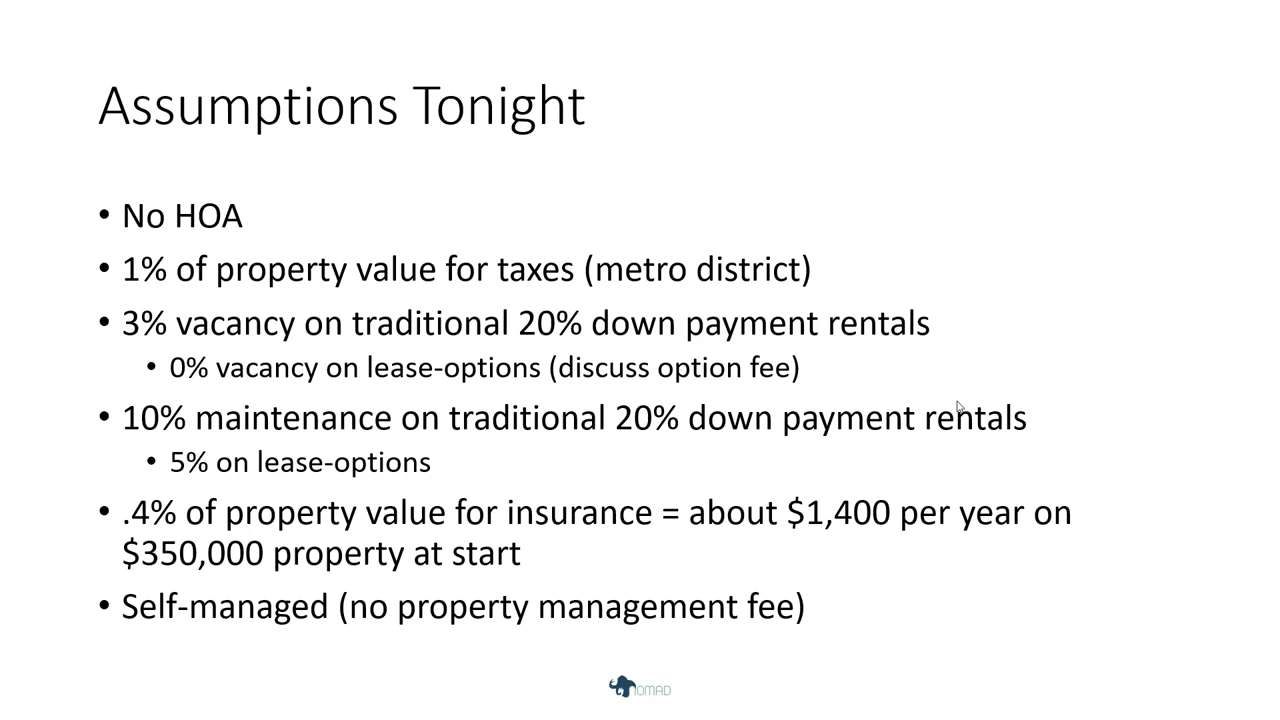 Assumptions Tonight
• No HOA
• 1% of property value for taxes (metro district)
• 3% vacancy on traditional 20% down payment rentals
• 0% vacancy on lease-options (discuss option fee)
• 10% maintenance on traditional 20% down payment rentals
• 5% on lease-options
• .4% of property value for insurance = about $1,400 per year on
$350,000 property at start
• Self-managed (no property management fee)
NOMAD